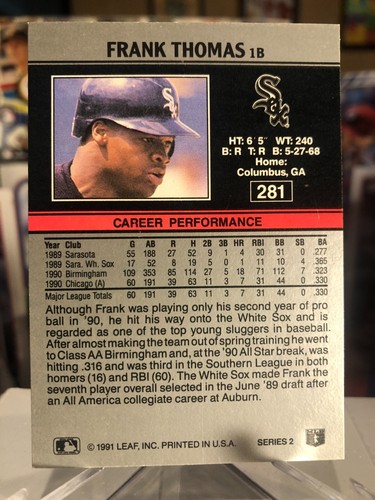 FRANK THOMAS 1B
Sox
HT: 6'5" WT: 240
B: R T: R B: 5-27-68
Home:
Columbus, GA
281
CAREER PERFORMANCE
Year Club G AB R H 2B 3B HR RBI BB SB BA
1989 Sarasota 55 188 27 52 9 1 4 30 31 0 .277
1989 Sara. Wh. Sox 17 52 8 19 5 0 1 11 10 4 .365
1990 Birmingham 109 353 85 114 27 5 18 71 112 7 .323
1990 Chicago (A) 60 191 39 63 11 3 7 31 44 0 .330
Major League Totals 60 191 39 63 11 3 7 31 44 0 .330
Although Frank was playing only his second year of pro
ball in '90, he hit his way onto the White Sox and is
regarded as one of the top young sluggers in baseball.
After almost making the team out of spring training he went
to Class AA Birmingham and, at the '90 All Star break, was
hitting .316 and was third in the Southern League in both
homers (16) and RBI (60). The White Sox made Frank the
seventh player overall selected in the June '89 draft after
an All America collegiate career at Auburn.
© 1991 LEAF, INC. PRINTED IN U.S.A. SERIES 2